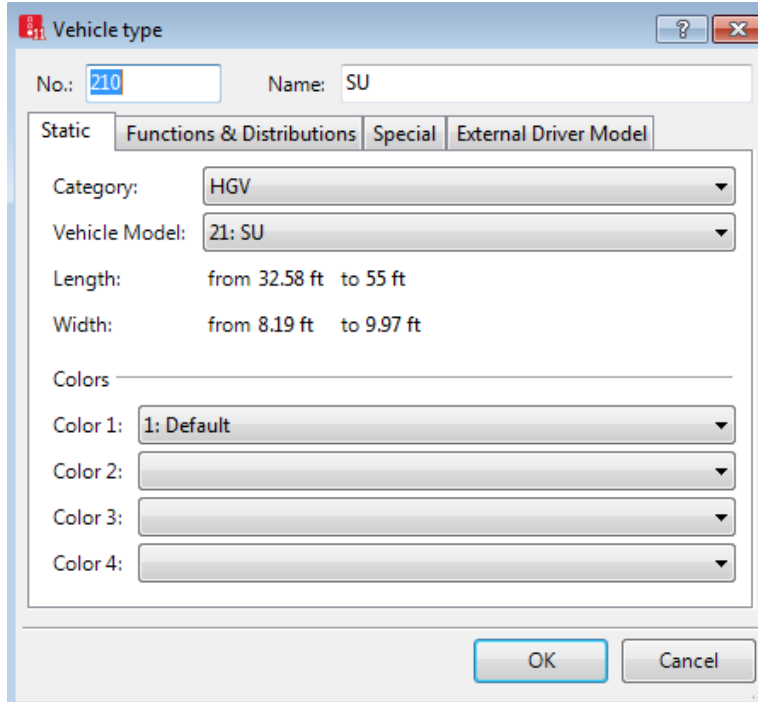 11 Vehicle type
No.: 210 Name: SU
Static Functions & Distributions Special External Driver Model
Category: HGV
Vehicle Model: 21: SU
Length: from 32.58 ft to 55 ft
Width: from 8.19 ft to 9.97 ft
Colors
Color 1: 1: Default
Color 2:
Color 3:
Color 4:
OK Cancel